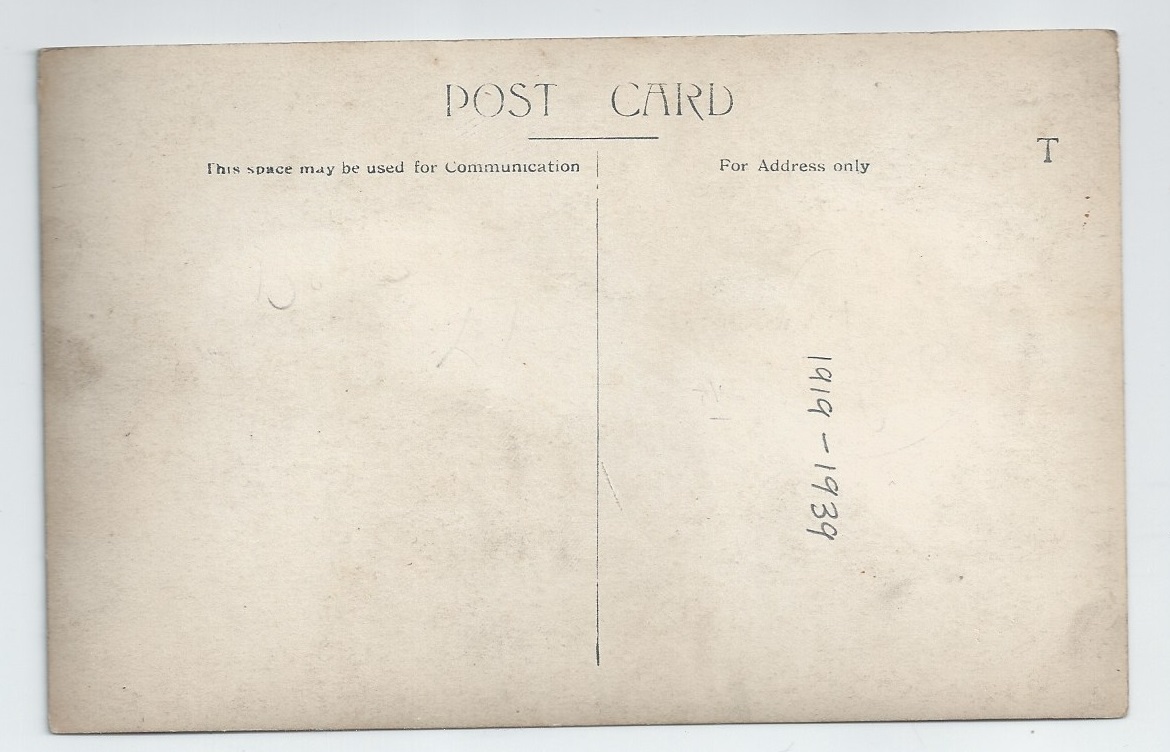 POST CARD
T
This space may be used for Communication
For Address only
1919 - 1939